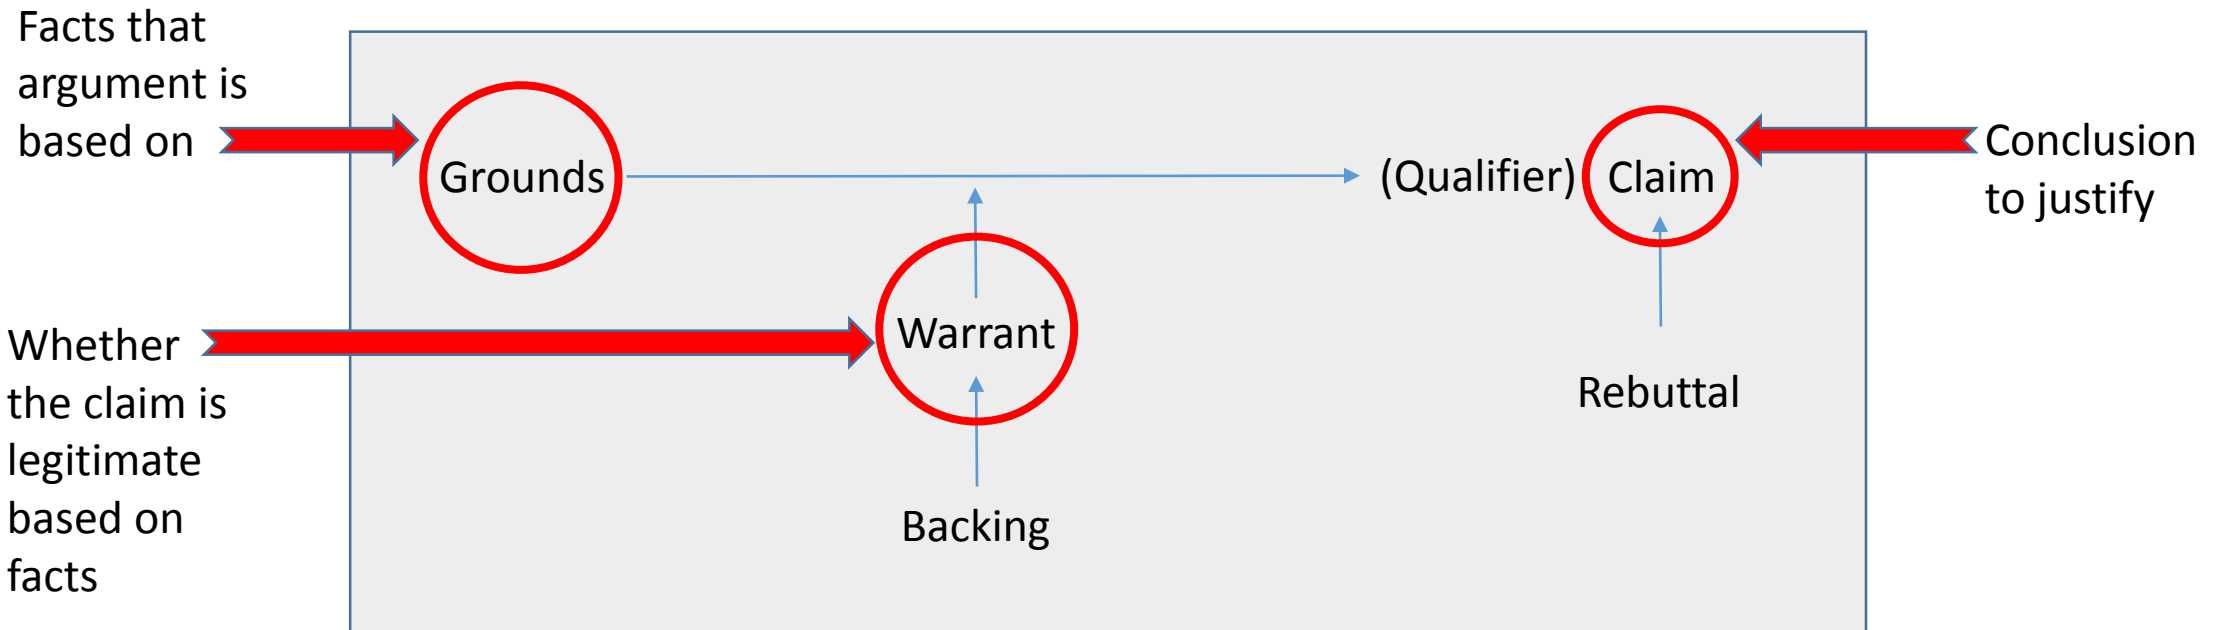 Facts that
argument is
based on
Grounds
(Qualifier) Claim
Conclusion
to justify
Whether
the claim is
legitimate
based on
facts
Warrant
Rebuttal
Backing